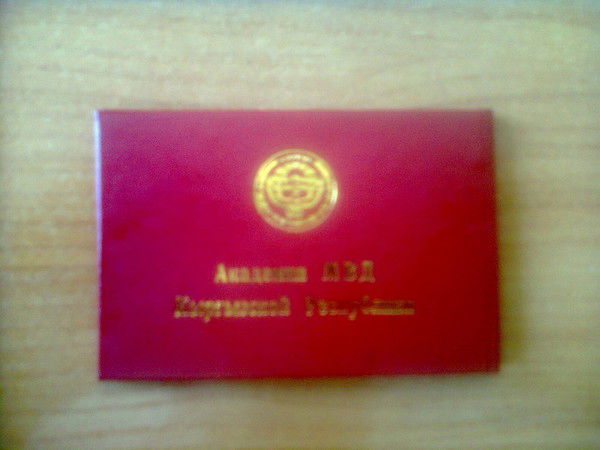 Академия МВД
Кыргызской Республики